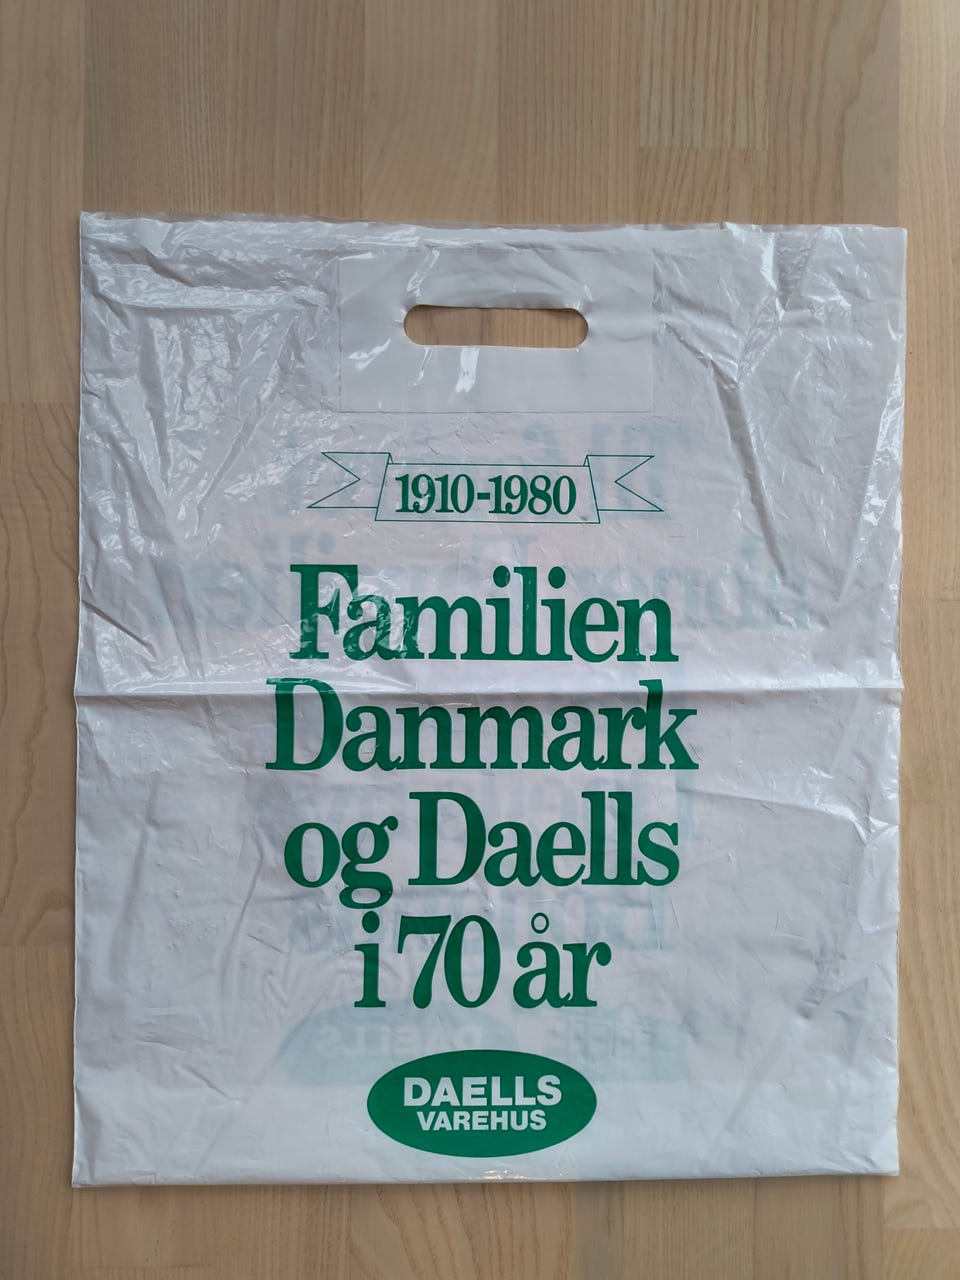 1910-1980
Familien
Danmark
og Daells
i 70 år
DAELLS
VAREHUS